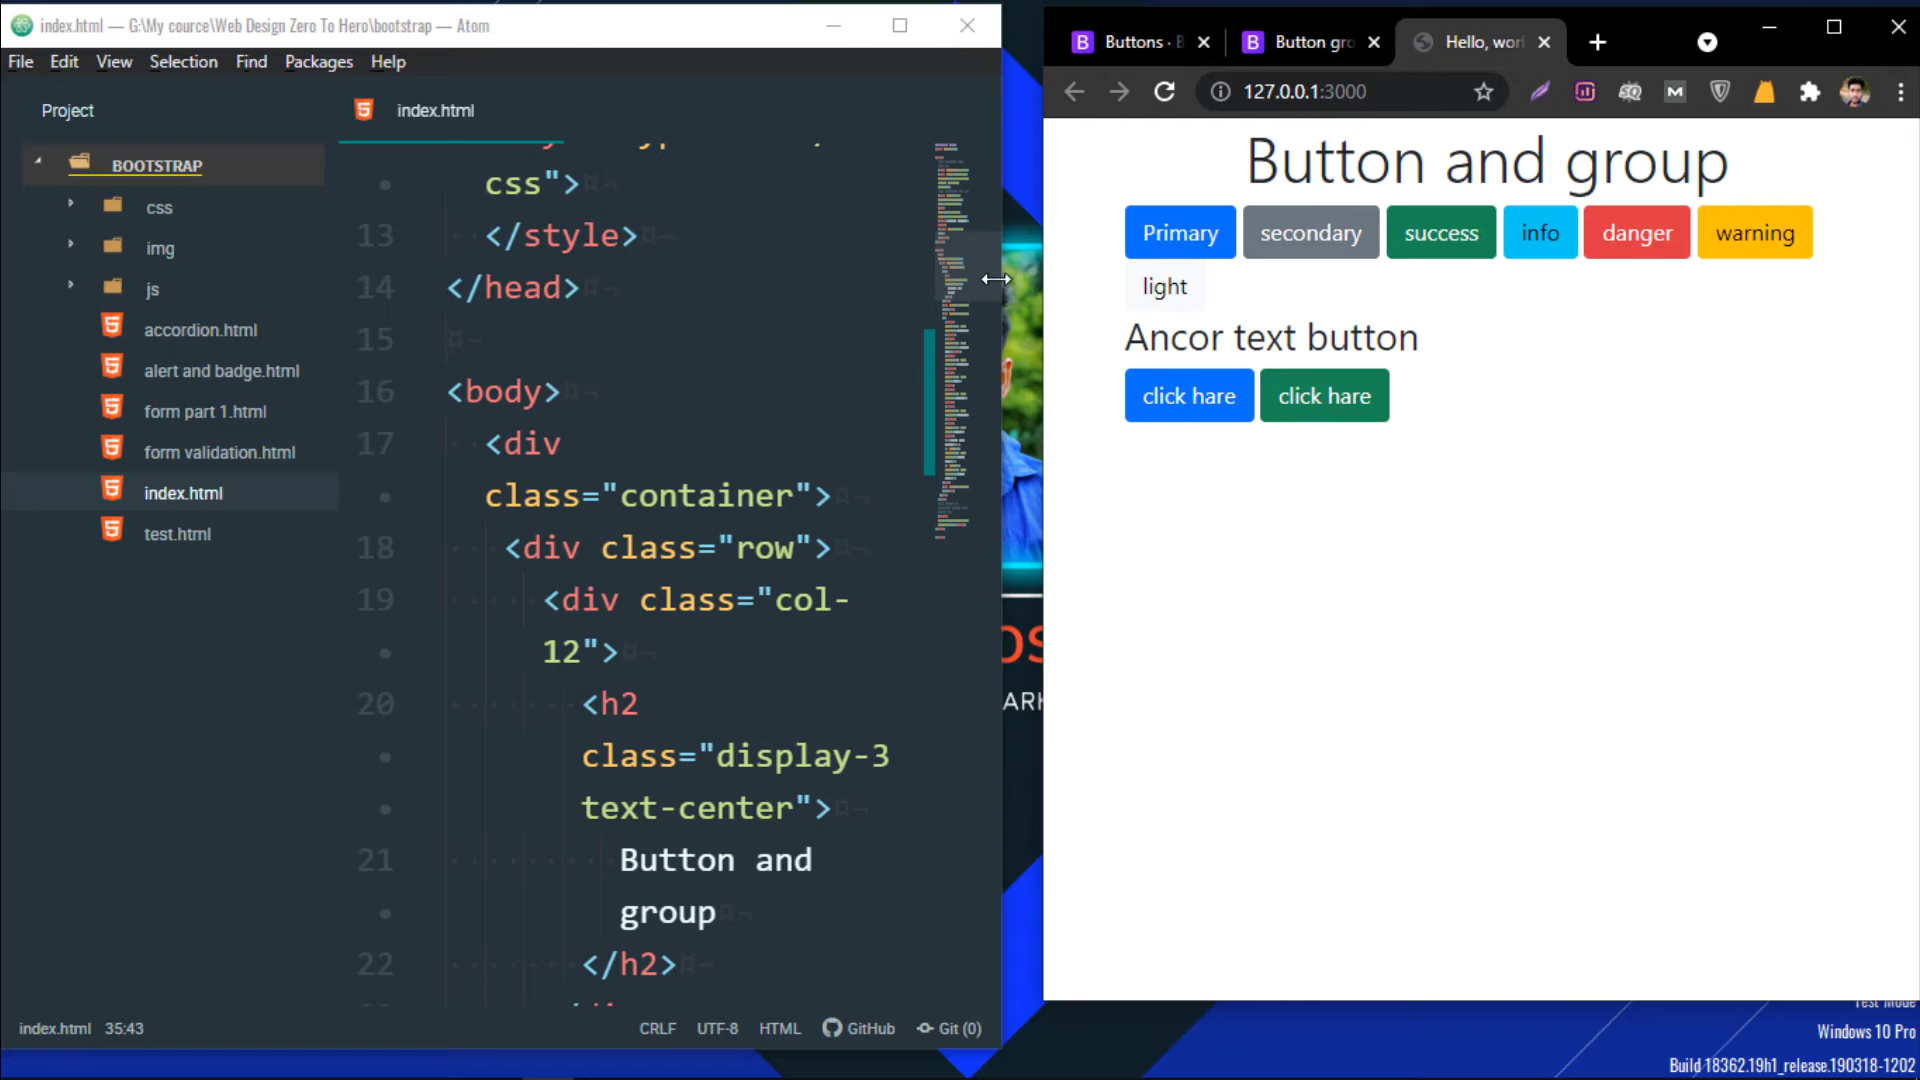 index.html — G:\My cource\Web Design Zero To Hero\bootstrap — Atom
File Edit View Selection Find Packages Help
Project
index.html
BOOTSTRAP
css
img
js
accordion.html
alert and badge.html
form part 1.html
form validation.html
index.html
test.html
css">
13 </style>
14 </head>
15
16 <body>
17 <div
class="container">
18 <div class="row">
19 <div class="col-
12">
20 <h2
class="display-3
text-center">
21 Button and
group
22 </h2>
index.html 35:43
CRLF UTF-8 HTML GitHub Git (0)
Buttons · B
Button gro
Hello, worl
127.0.0.1:3000
Button and group
Primary secondary success info danger warning
light
Ancor text button
click hare click hare
OS
ARK
Test Mode
Windows 10 Pro
Build 18362.19h1_release.190318-1202